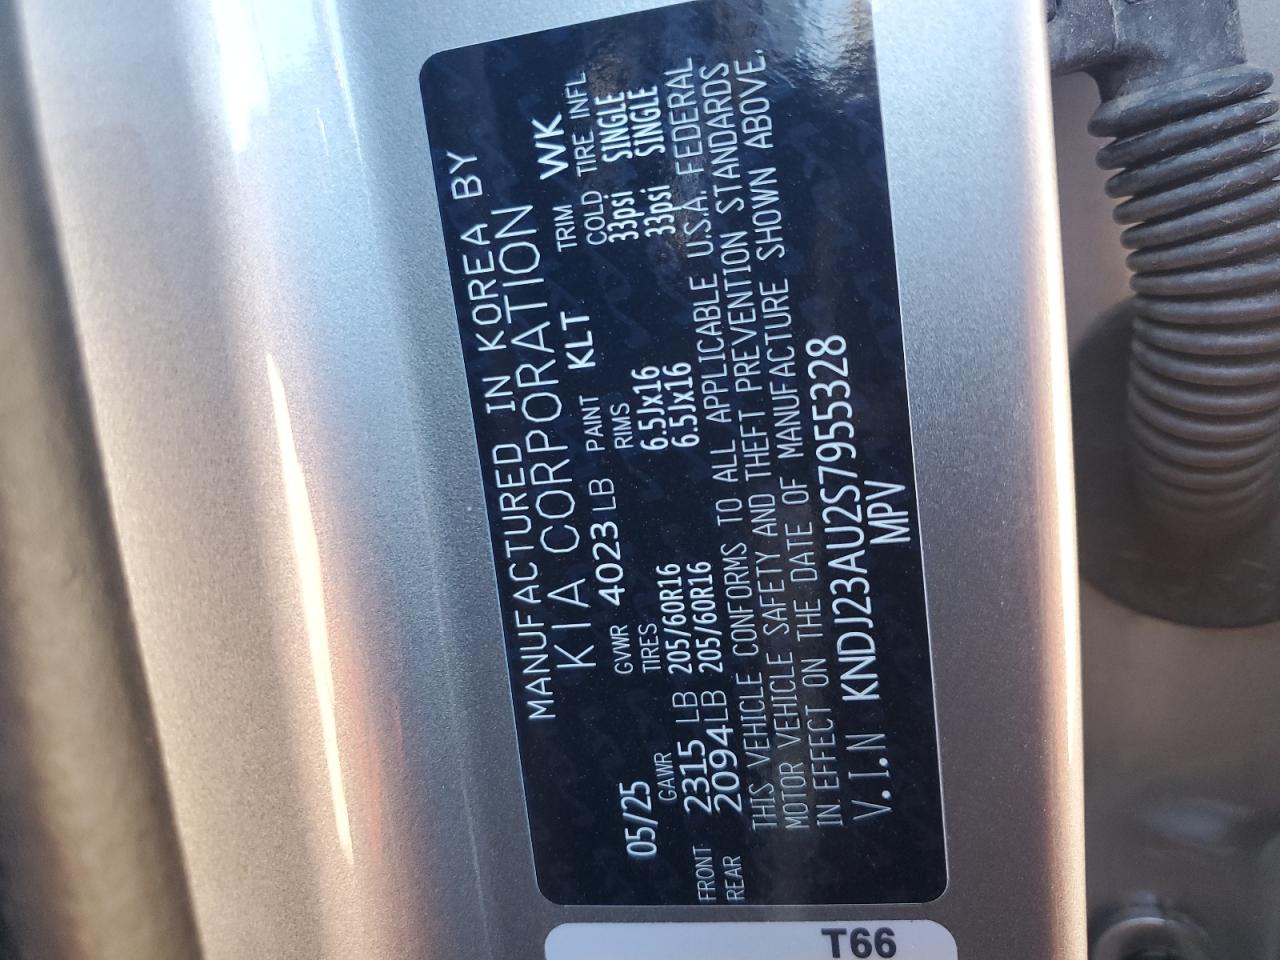 MANUFACTURED IN KOREA BY
KIA CORPORATION
05/25 GVWR 4023 LB PAINT KLT TRIM WK
GAWR TIRES RIMS COLD TIRE INFL
FRONT 2315 LB 205/60R16 6.5Jx16 33psi SINGLE
REAR 2094LB 205/60R16 6.5Jx16 33psi SINGLE
THIS VEHICLE CONFORMS TO ALL APPLICABLE U.S.A. FEDERAL
MOTOR VEHICLE SAFETY AND THEFT PREVENTION STANDARDS
IN EFFECT ON THE DATE OF MANUFACTURE SHOWN ABOVE.
V.I.N KNDJ23AU2S7955328
MPV
T66